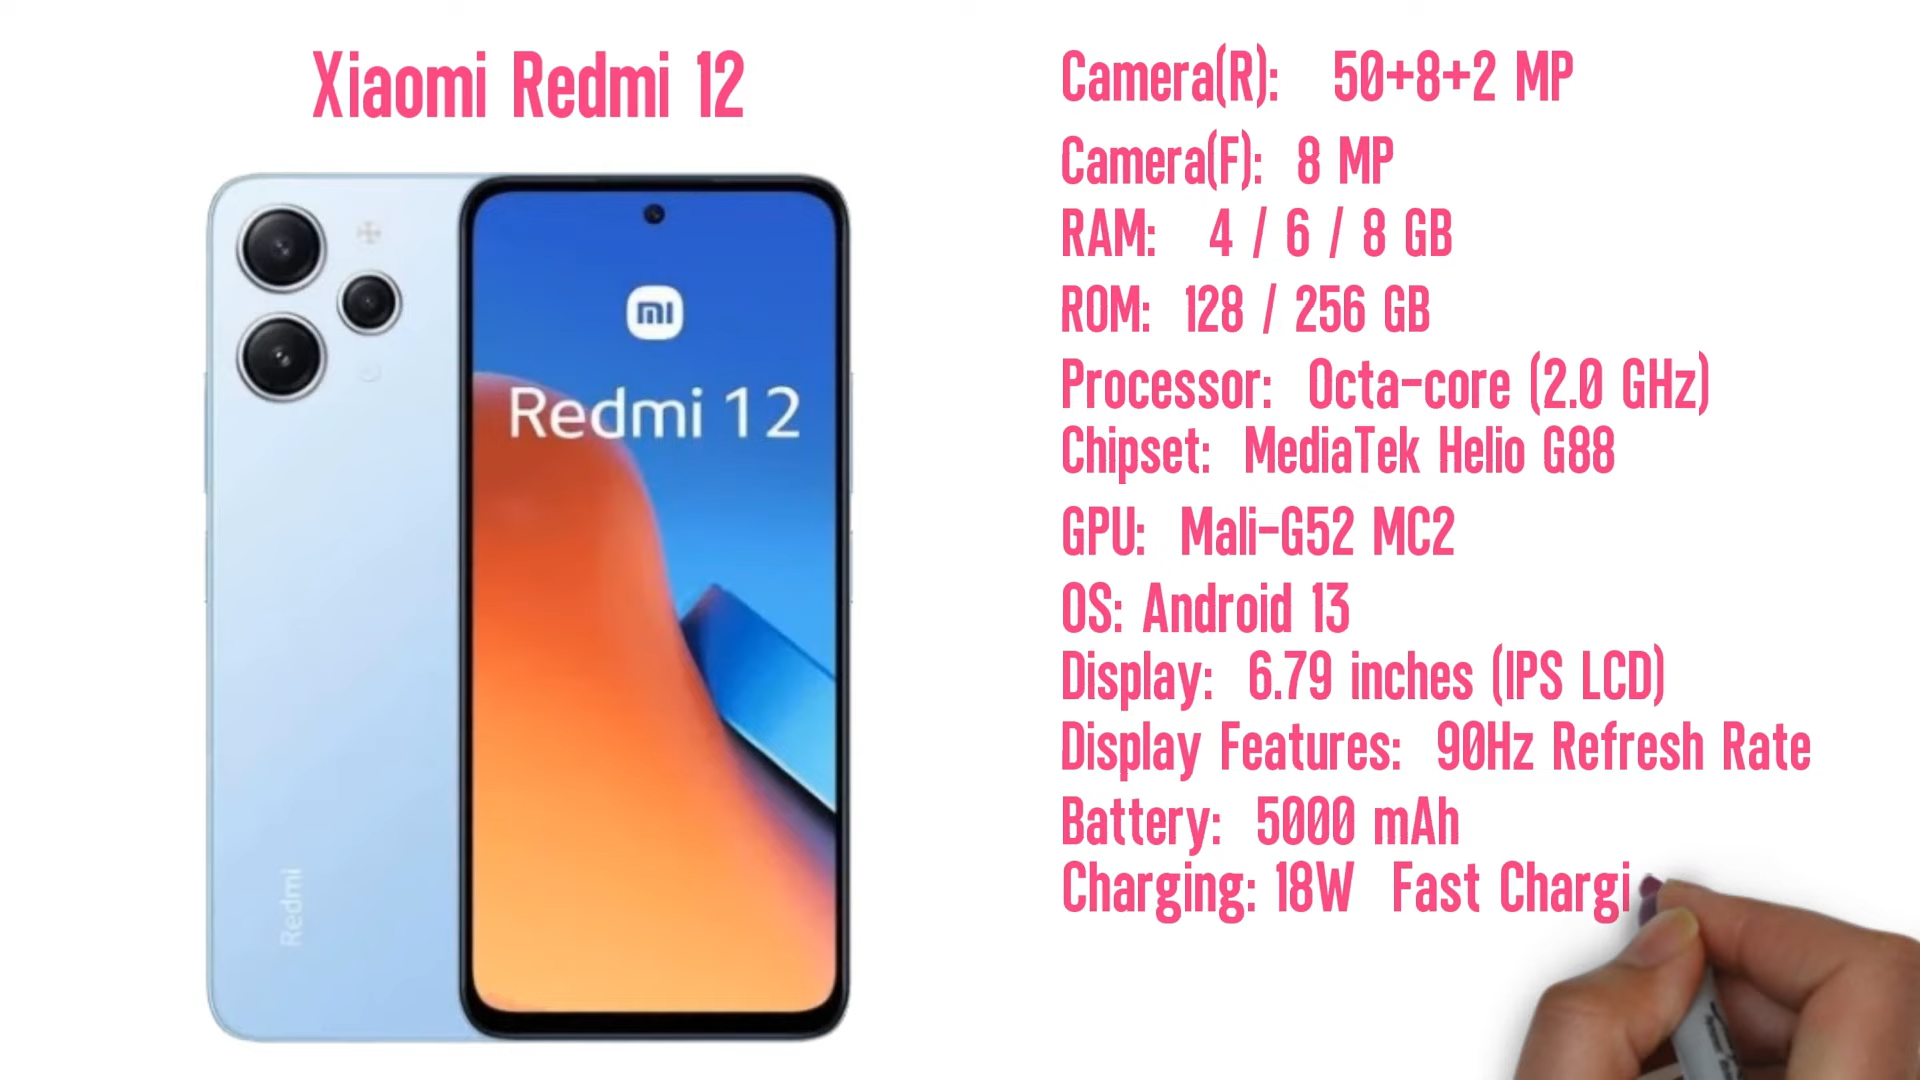 Xiaomi Redmi 12
mi
Redmi 12
Redmi
Camera(R): 50+8+2 MP
Camera(F): 8 MP
RAM: 4 / 6 / 8 GB
ROM: 128 / 256 GB
Processor: Octa-core (2.0 GHz)
Chipset: MediaTek Helio G88
GPU: Mali-G52 MC2
OS: Android 13
Display: 6.79 inches (IPS LCD)
Display Features: 90Hz Refresh Rate
Battery: 5000 mAh
Charging: 18W Fast Chargi